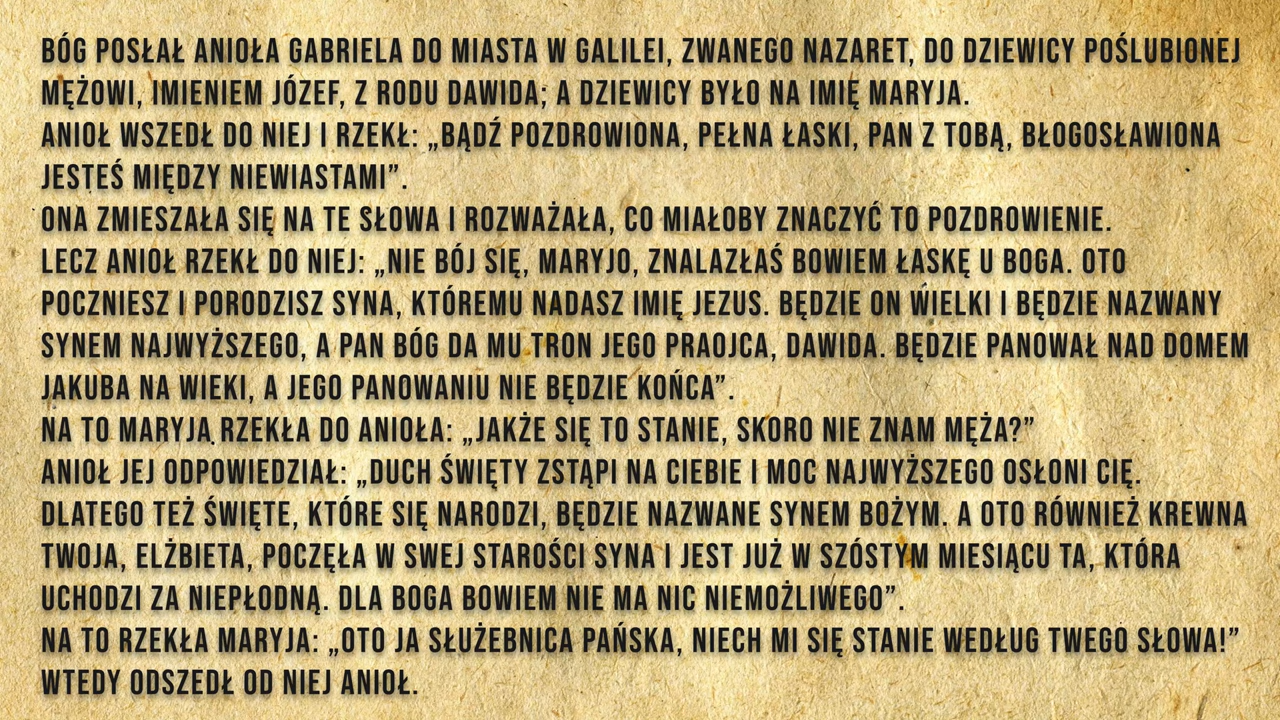 BÓG POSŁAŁ ANIOŁA GABRIELA DO MIASTA W GALILEI, ZWANEGO NAZARET, DO DZIEWICY POŚLUBIONEJ
MĘŻOWI, IMIENIEM JÓZEF, Z RODU DAWIDA; A DZIEWICY BYŁO NA IMIĘ MARYJA.
ANIOŁ WSZEDŁ DO NIEJ I RZEKŁ: „BĄDŹ POZDROWIONA, PEŁNA ŁASKI, PAN Z TOBĄ, BŁOGOSŁAWIONA
JESTEŚ MIĘDZY NIEWIASTAMI”.
ONA ZMIESZAŁA SIĘ NA TE SŁOWA I ROZWAŻAŁA, CO MIAŁOBY ZNACZYĆ TO POZDROWIENIE.
LECZ ANIOŁ RZEKŁ DO NIEJ: „NIE BÓJ SIĘ, MARYJO, ZNALAZŁAŚ BOWIEM ŁASKĘ U BOGA. OTO
POCZNIESZ I PORODZISZ SYNA, KTÓREMU NADASZ IMIĘ JEZUS. BĘDZIE ON WIELKI I BĘDZIE NAZWANY
SYNEM NAJWYŻSZEGO, A PAN BÓG DA MU TRON JEGO PRAOJCA, DAWIDA. BĘDZIE PANOWAŁ NAD DOMEM
JAKUBA NA WIEKI, A JEGO PANOWANIU NIE BĘDZIE KOŃCA”.
NA TO MARYJA RZEKŁA DO ANIOŁA: „JAKŻE SIĘ TO STANIE, SKORO NIE ZNAM MĘŻA?”
ANIOŁ JEJ ODPOWIEDZIAŁ: „DUCH ŚWIĘTY ZSTĄPI NA CIEBIE I MOC NAJWYŻSZEGO OSŁONI CIĘ.
DLATEGO TEŻ ŚWIĘTE, KTÓRE SIĘ NARODZI, BĘDZIE NAZWANE SYNEM BOŻYM. A OTO RÓWNIEŻ KREWNA
TWOJA, ELŻBIETA, POCZĘŁA W SWEJ STAROŚCI SYNA I JEST JUŻ W SZÓSTYM MIESIĄCU TA, KTÓRA
UCHODZI ZA NIEPŁODNĄ. DLA BOGA BOWIEM NIE MA NIC NIEMOŻLIWEGO”.
NA TO RZEKŁA MARYJA: „OTO JA SŁUŻEBNICA PAŃSKA, NIECH MI SIĘ STANIE WEDŁUG TWEGO SŁOWA!”
WTEDY ODSZEDŁ OD NIEJ ANIOŁ.